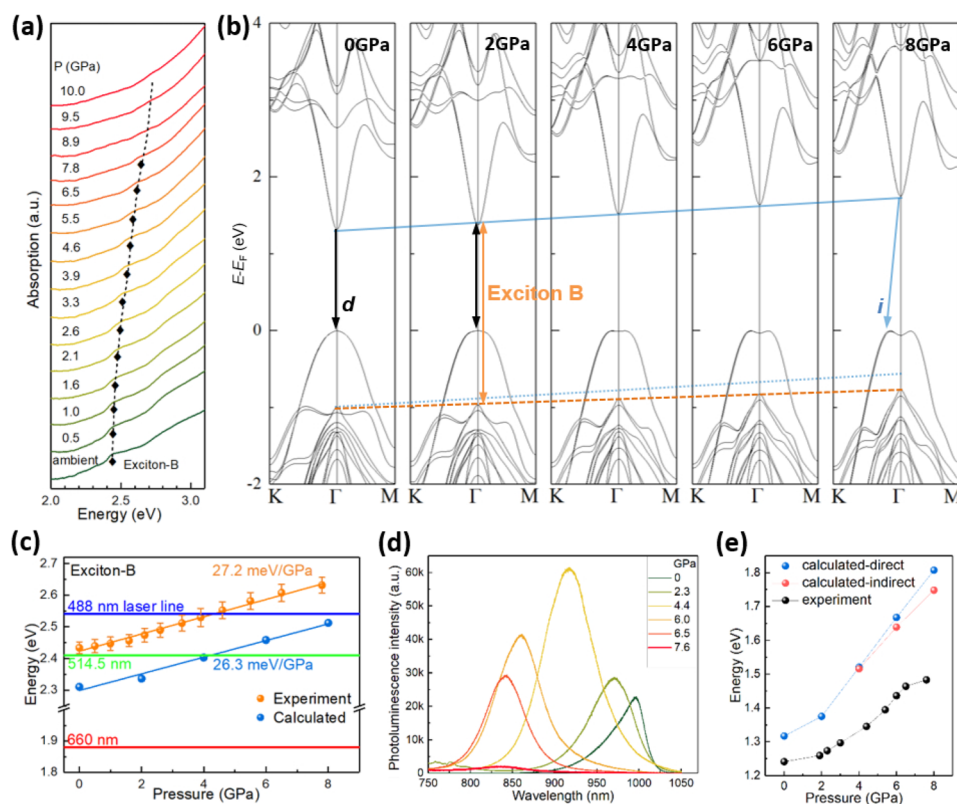 (a)
P (GPa)
10.0
9.5
8.9
7.8
6.5
5.5
4.6
3.9
3.3
2.6
2.1
1.6
1.0
0.5
ambient
Exciton-B
Absorption (a.u.)
2.0 2.5 3.0
Energy (eV)
(b)
0GPa 2GPa 4GPa 6GPa 8GPa
4
2
0
-2
E-E_F (eV)
d
Exciton B
i
K Γ M K Γ M K Γ M K Γ M K Γ M
(c)
Exciton-B
27.2 meV/GPa
488 nm laser line
514.5 nm
26.3 meV/GPa
Experiment
Calculated
660 nm
2.7
2.6
2.5
2.4
2.3
1.9
1.8
Energy (eV)
0 2 4 6 8
Pressure (GPa)
(d)
GPa
0
2.3
4.4
6.0
6.5
7.6
60k
50k
40k
30k
20k
10k
0
Photoluminescence intensity (a.u.)
750 800 850 900 950 1000 1050
Wavelength (nm)
(e)
calculated-direct
calculated-indirect
experiment
1.9
1.8
1.7
1.6
1.5
1.4
1.3
1.2
Energy (eV)
0 2 4 6 8
Pressure (GPa)